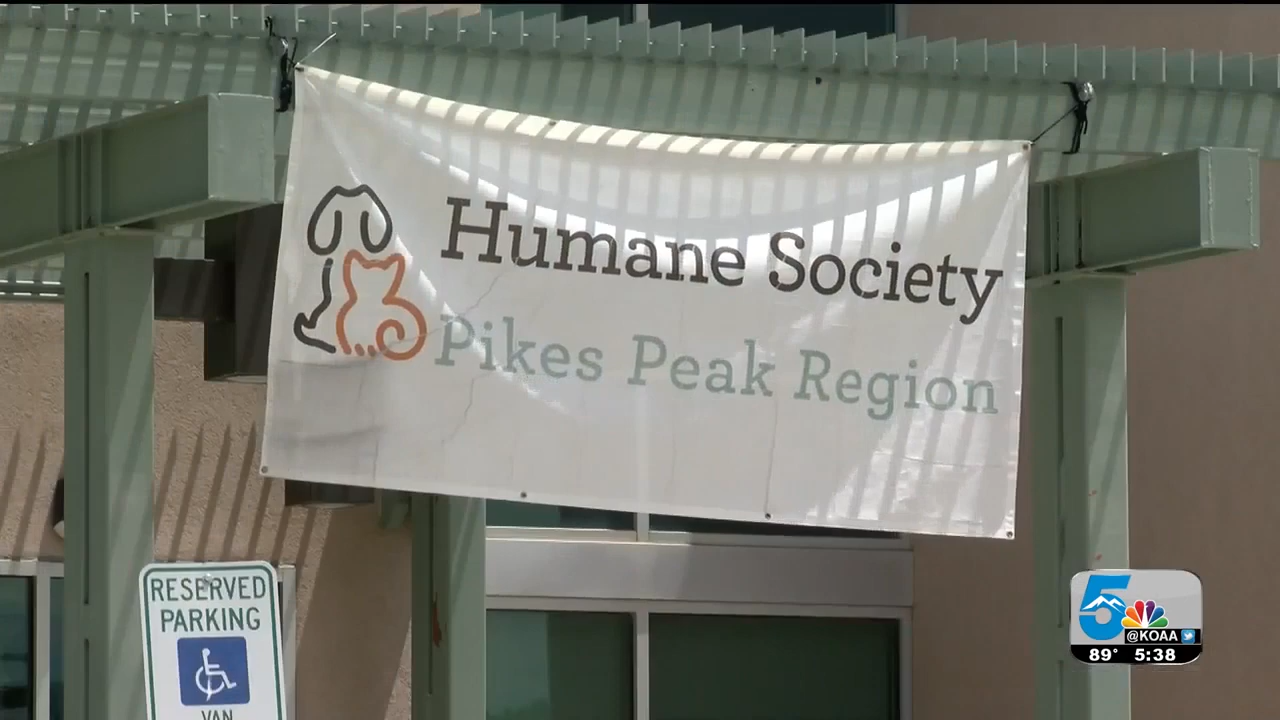 Humane Society
Pikes Peak Region
RESERVED
PARKING
VAN
5
@KOAA
89° 5:38